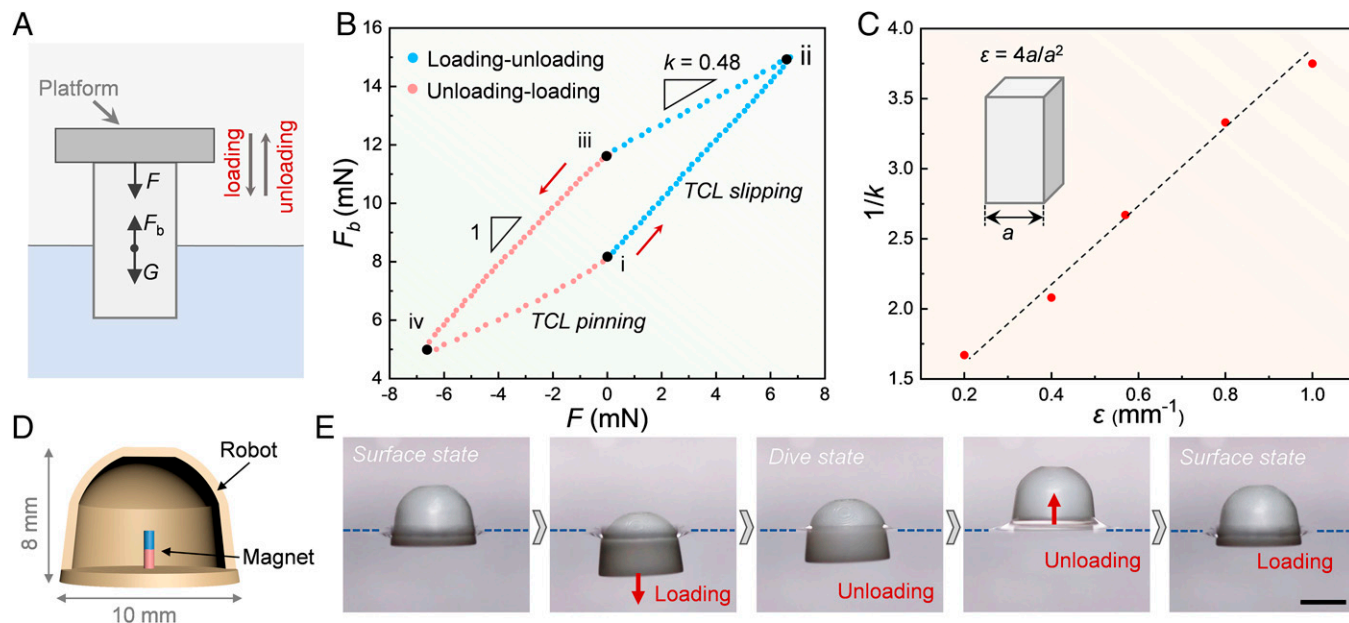 A
Platform
loading
unloading
F
F_b
G
B
Loading-unloading
Unloading-loading
k = 0.48
ii
iii
1
TCL slipping
i
TCL pinning
iv
16
14
12
10
8
6
4
F_b (mN)
-6 -4 -2 0 2 4 6 8
F (mN)
C
ε = 4a/a²
a
4.0
3.5
3.0
2.5
2.0
1.5
1/k
0.2 0.4 0.6 0.8 1.0
ε (mm⁻¹)
D
Robot
Magnet
8 mm
10 mm
E
Surface state
Loading
Dive state
Unloading
Unloading
Surface state
Loading